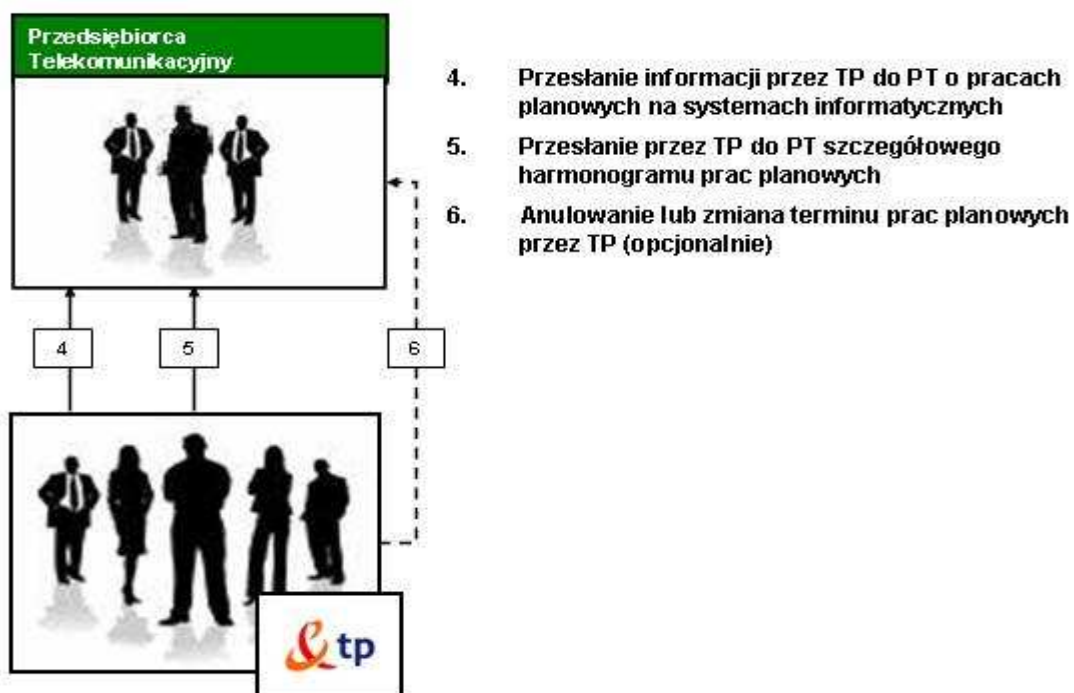 Przedsiębiorca
Telekomunikacyjny
4. Przesłanie informacji przez TP do PT o pracach
planowych na systemach informatycznych
5. Przesłanie przez TP do PT szczegółowego
harmonogramu prac planowych
6. Anulowanie lub zmiana terminu prac planowych
przez TP (opcjonalnie)
4
5
6
tp